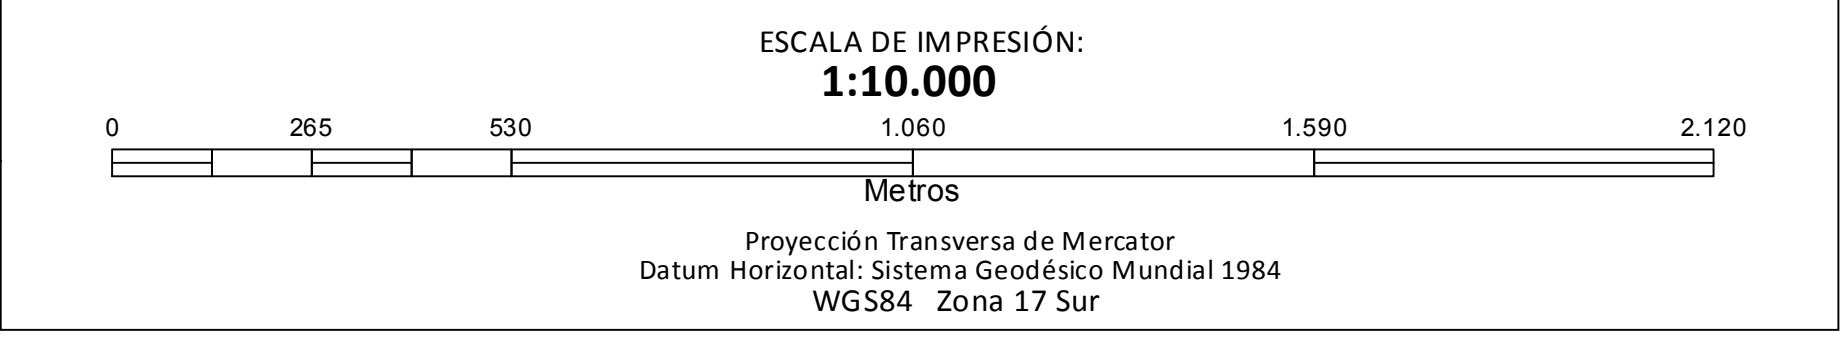 ESCALA DE IMPRESIÓN:
1:10.000
0 265 530 1.060 1.590 2.120
Metros
Proyección Transversa de Mercator
Datum Horizontal: Sistema Geodésico Mundial 1984
WGS84 Zona 17 Sur